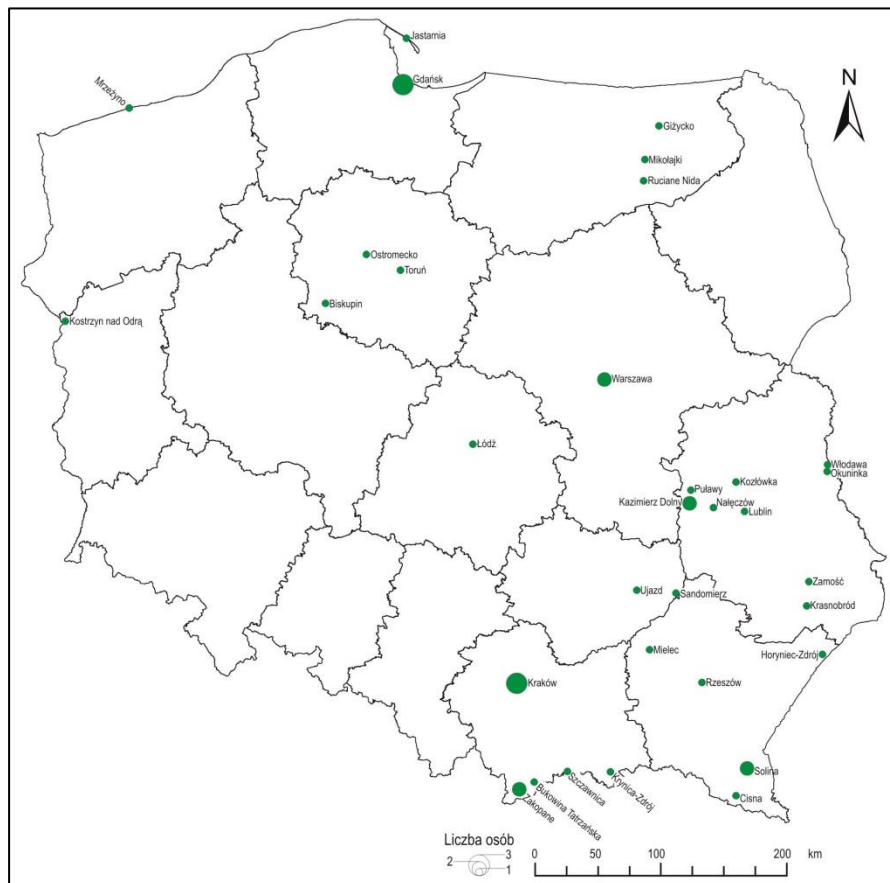 Jastarnia
Gdańsk
Mrzeżyno
N
Giżycko
Mikołajki
Ruciane Nida
Ostromecko
Toruń
Biskupin
Kostrzyn nad Odrą
Warszawa
Łódź
Włodawa
Okuninka
Kozłówka
Puławy
Kazimierz Dolny
Nałęczów
Lublin
Zamość
Ujazd
Sandomierz
Krasnobród
Mielec
Horyniec-Zdrój
Kraków
Rzeszów
Solina
Cisna
Szczawnica
Krynica-Zdrój
Bukowina Tatrzańska
Zakopane
Liczba osób
3
2
1
0 50 100 200 km